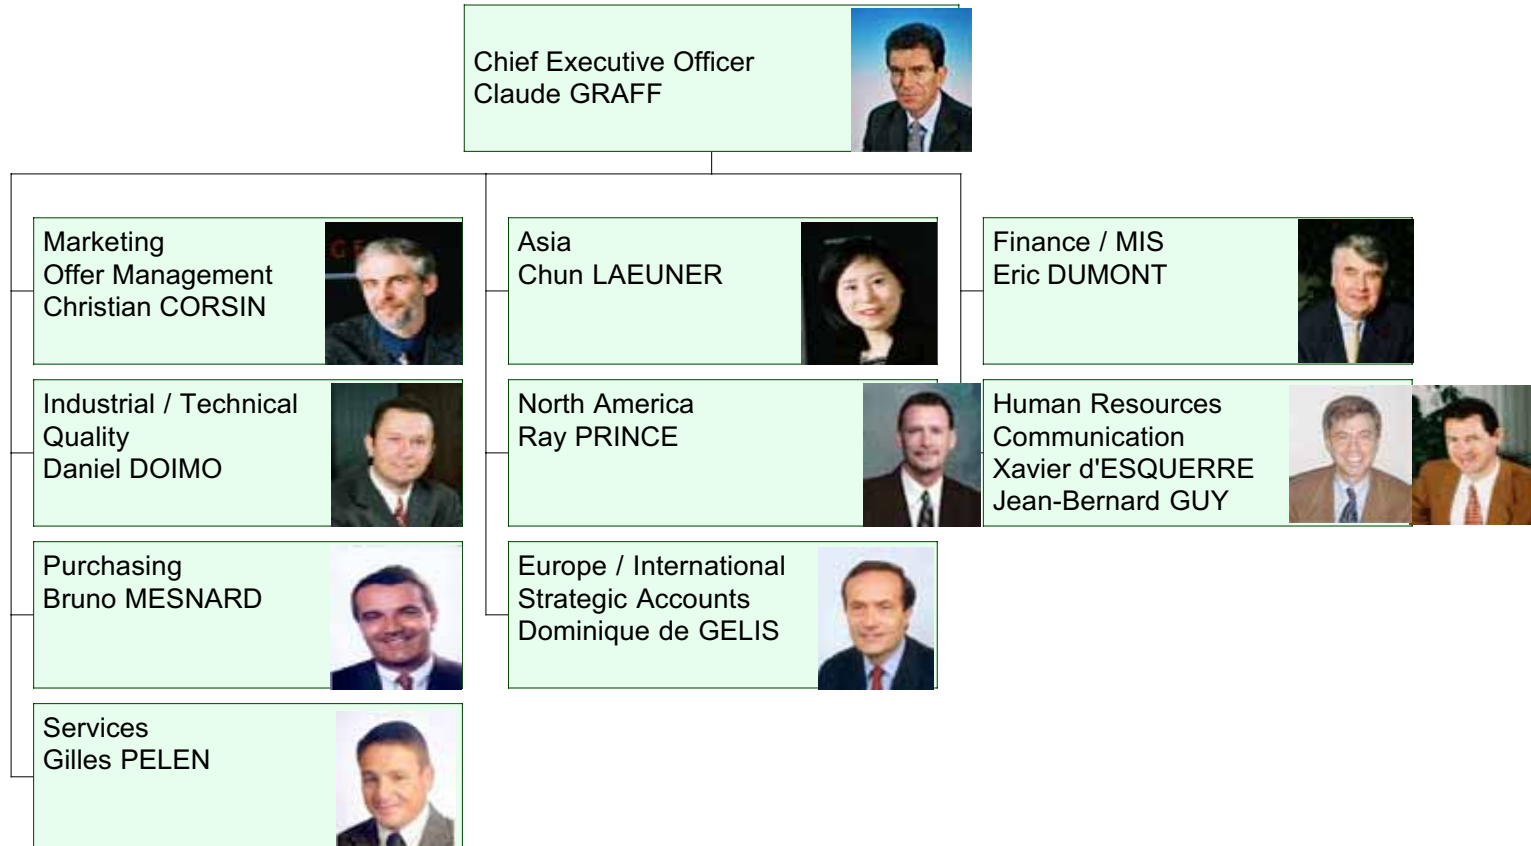 Chief Executive Officer
Claude GRAFF
Marketing
Offer Management
Christian CORSIN
Asia
Chun LAEUNER
Finance / MIS
Eric DUMONT
Industrial / Technical
Quality
Daniel DOIMO
North America
Ray PRINCE
Human Resources
Communication
Xavier d'ESQUERRE
Jean-Bernard GUY
Purchasing
Bruno MESNARD
Europe / International
Strategic Accounts
Dominique de GELIS
Services
Gilles PELEN